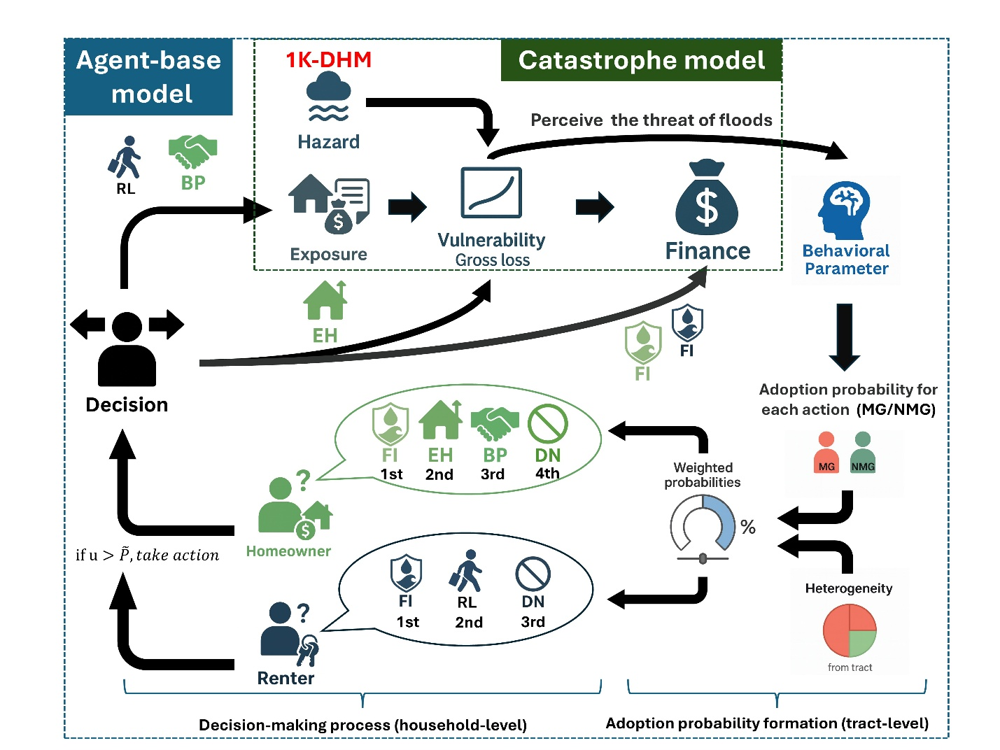 Agent-base
model
1K-DHM
Catastrophe model
Hazard
Perceive the threat of floods
RL
BP
$
Exposure
Vulnerability
Gross loss
$
Finance
Behavioral
Parameter
EH
FI
FI
Decision
Adoption probability for
each action (MG/NMG)
MG
NMG
FI
EH
BP
DN
1st
2nd
3rd
4th
?
$
Homeowner
Weighted
probabilities
%
if u > P̃, take action
FI
RL
DN
1st
2nd
3rd
?
Renter
Heterogeneity
from tract
Decision-making process (household-level)
Adoption probability formation (tract-level)